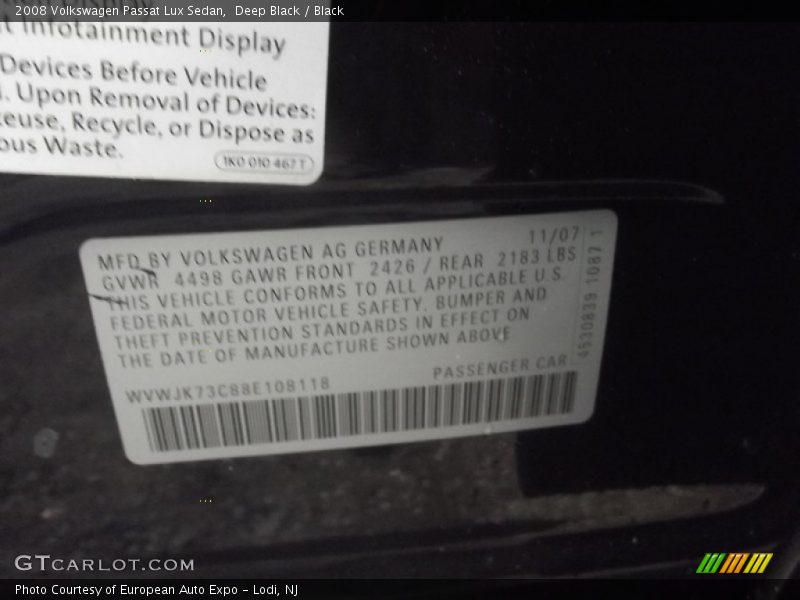 2008 Volkswagen Passat Lux Sedan, Deep Black / Black
Infotainment Display
Devices Before Vehicle
Upon Removal of Devices:
Reuse, Recycle, or Dispose as
ous Waste.
1K0 010 467 T
MFD BY VOLKSWAGEN AG GERMANY 11/07
GVWR 4498 GAWR FRONT 2426 / REAR 2183 LBS
THIS VEHICLE CONFORMS TO ALL APPLICABLE U.S.
FEDERAL MOTOR VEHICLE SAFETY, BUMPER AND
THEFT PREVENTION STANDARDS IN EFFECT ON
THE DATE OF MANUFACTURE SHOWN ABOVE
WVWJK73C88E108118 PASSENGER CAR
4530839 10871
GTCARLOT.COM
Photo Courtesy of European Auto Expo - Lodi, NJ